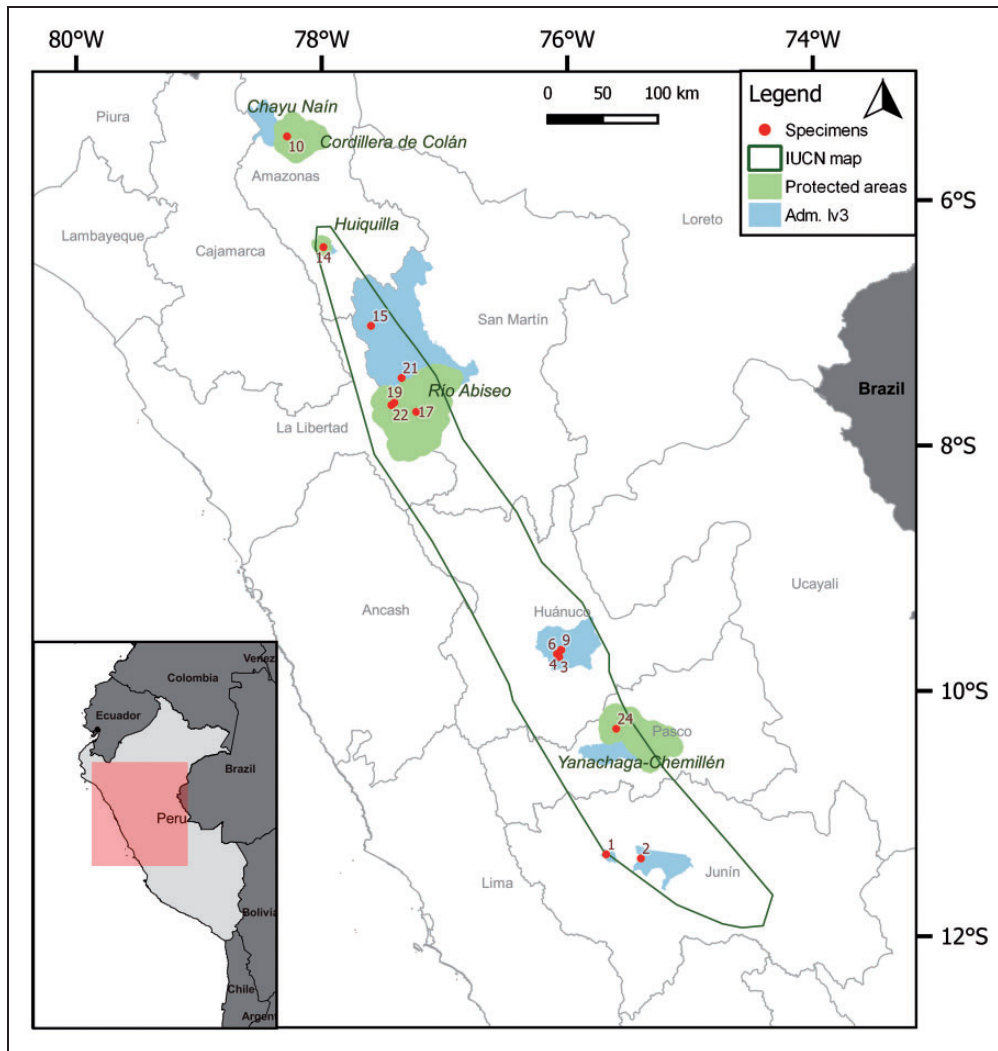 80°W 78°W 76°W 74°W
Legend
Specimens
IUCN map
Protected areas
Adm. lv3
0 50 100 km
Chayu Naín
Piura
10
Cordillera de Colán
Amazonas
6°S
Loreto
Lambayeque
Huiquilla
Cajamarca
14
15
San Martín
21
Río Abiseo
Brazil
19
17
22
La Libertad
8°S
Ucayali
Ancash
Huánuco
6 9
4 3
10°S
24
Pasco
Yanachaga-Chemillén
1 2
Junín
Lima
12°S
Venez
Colombia
Ecuador
Brazil
Peru
Bolivia
Chile
Argen